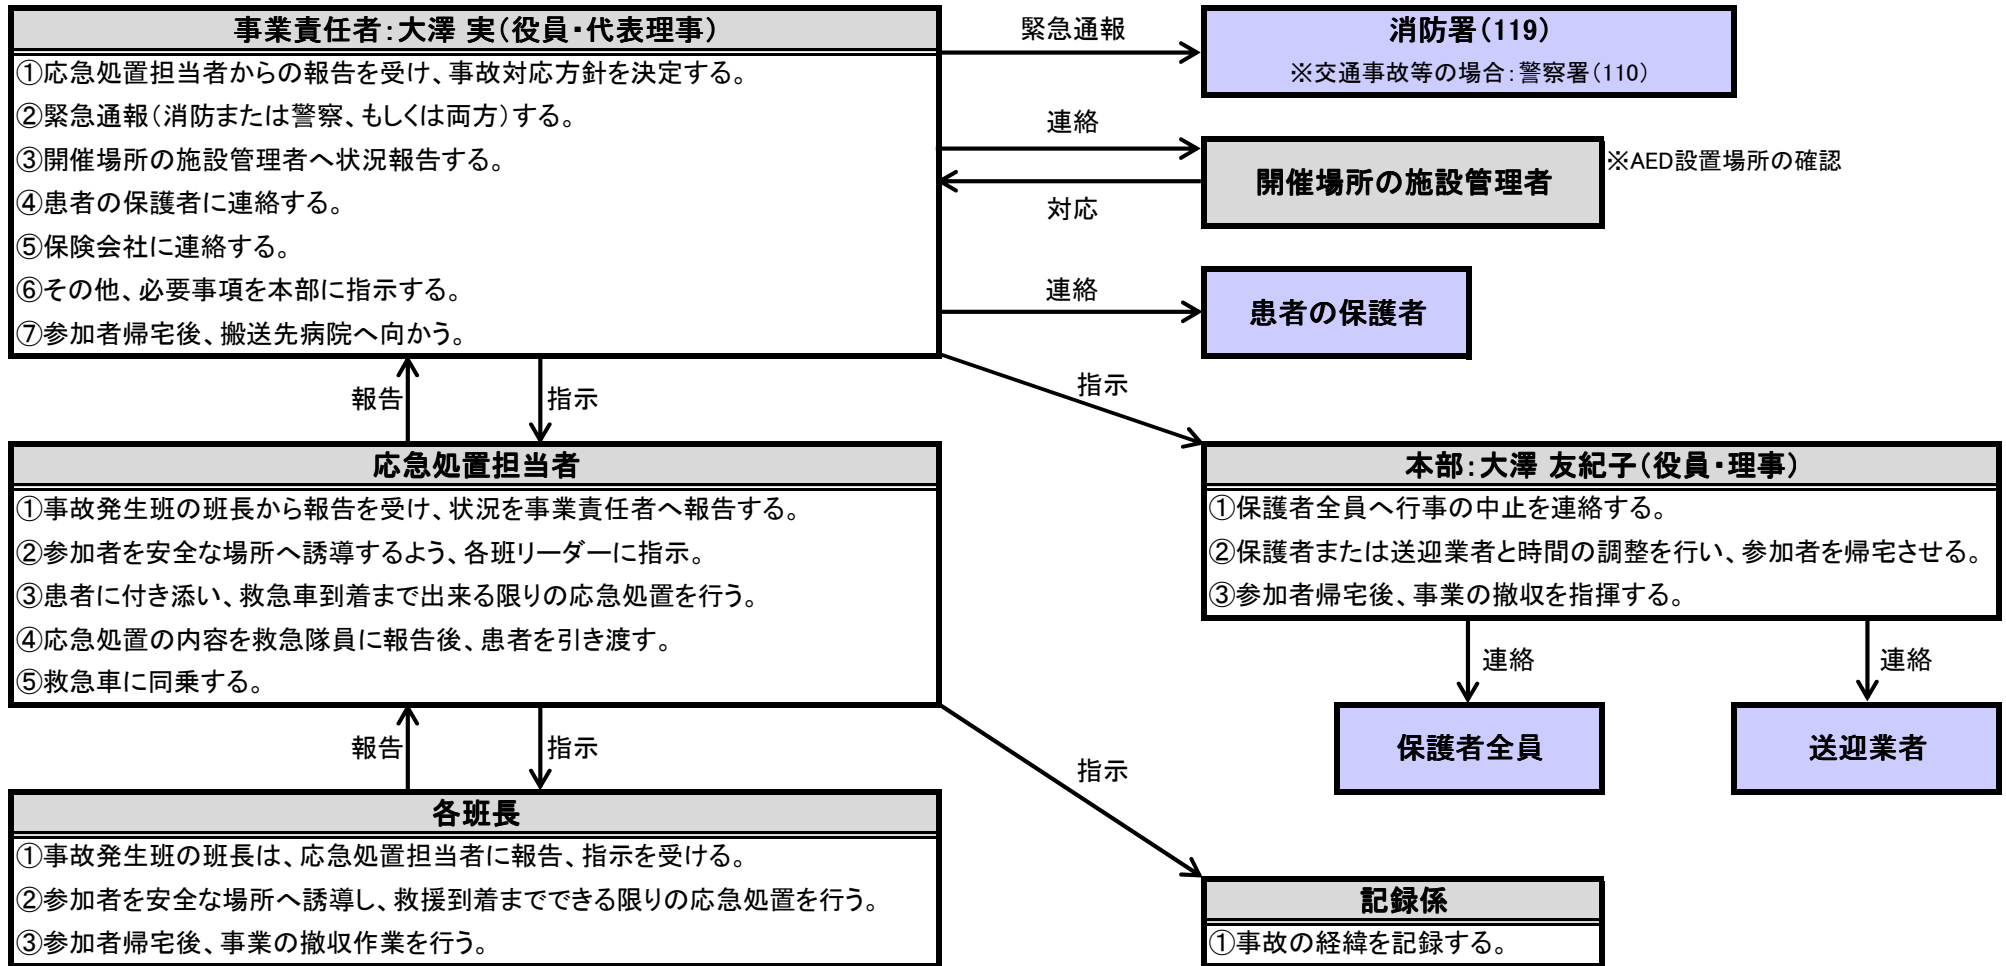 事業責任者:大澤 実(役員・代表理事)
①応急処置担当者からの報告を受け、事故対応方針を決定する。
②緊急通報(消防または警察、もしくは両方)する。
③開催場所の施設管理者へ状況報告する。
④患者の保護者に連絡する。
⑤保険会社に連絡する。
⑥その他、必要事項を本部に指示する。
⑦参加者帰宅後、搬送先病院へ向かう。
緊急通報
消防署(119)
※交通事故等の場合:警察署(110)
連絡
対応
開催場所の施設管理者
※AED設置場所の確認
連絡
患者の保護者
報告
指示
指示
応急処置担当者
①事故発生班の班長から報告を受け、状況を事業責任者へ報告する。
②参加者を安全な場所へ誘導するよう、各班リーダーに指示。
③患者に付き添い、救急車到着まで出来る限りの応急処置を行う。
④応急処置の内容を救急隊員に報告後、患者を引き渡す。
⑤救急車に同乗する。
本部:大澤 友紀子(役員・理事)
①保護者全員へ行事の中止を連絡する。
②保護者または送迎業者と時間の調整を行い、参加者を帰宅させる。
③参加者帰宅後、事業の撤収を指揮する。
連絡
連絡
保護者全員
送迎業者
報告
指示
指示
各班長
①事故発生班の班長は、応急処置担当者に報告、指示を受ける。
②参加者を安全な場所へ誘導し、救援到着までできる限りの応急処置を行う。
③参加者帰宅後、事業の撤収作業を行う。
記録係
①事故の経緯を記録する。